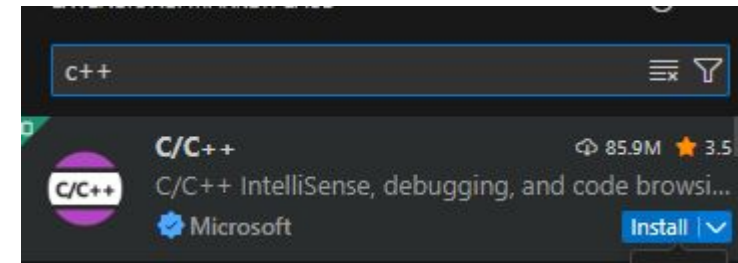 c++
C/C++ 85.9M 3.5
C/C++
C/C++ IntelliSense, debugging, and code browsi...
Microsoft
Install